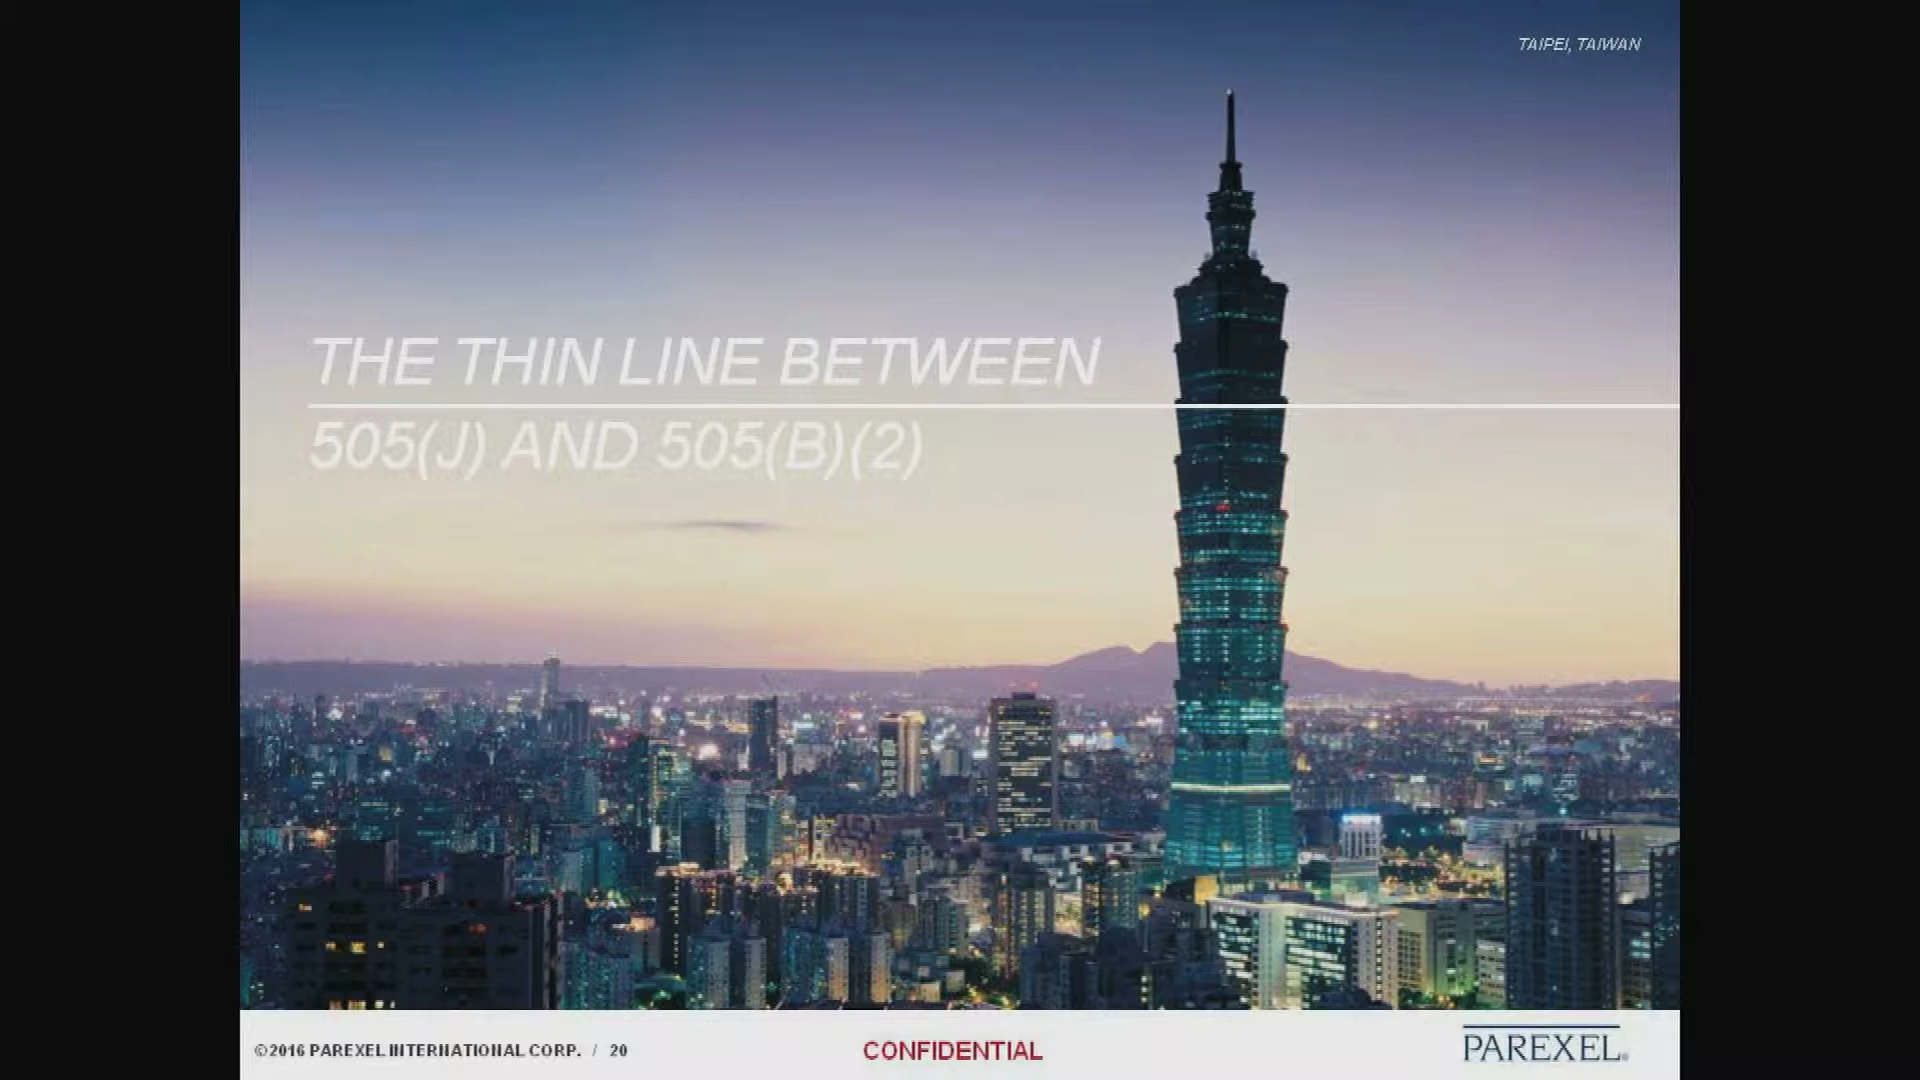 TAIPEI, TAIWAN
THE THIN LINE BETWEEN
505(J) AND 505(B)(2)
©2016 PAREXEL INTERNATIONAL CORP. / 20
CONFIDENTIAL
PAREXEL®